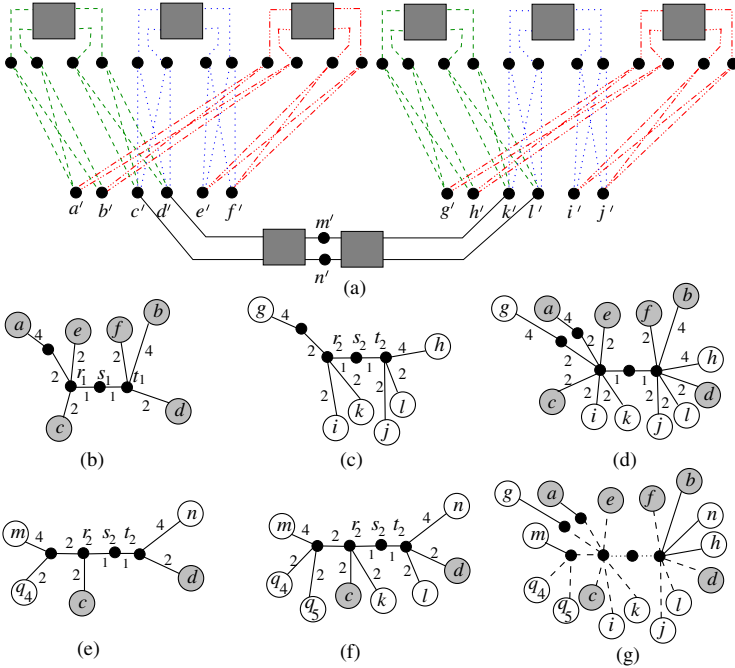 a' b' c' d' e' f' g' h' k' l' i' j'
m'
n'
(a)
a 4 e f b
2 2 4
2 r1 s1 t1
1 1 2 d
c 2
(b)
g 4
r2 s2 t2 4 h
2 1 1
2 2 2 2
i k j l
(c)
g a e f b
4 4 2 2 2 4
2 2 4 h
1 1 2 d
c 2 2 2 2 2 2
i k j l
(d)
m 4 r2 s2 t2 4 n
2 1 1 2 d
q4 2 2 c
(e)
m 4 r2 s2 t2 4 n
2 1 1 2 d
q4 2 q5 2 c 2 k 2 l 2
(f)
g a e f b
m n
h
q4 q5 c d
i k j l
(g)